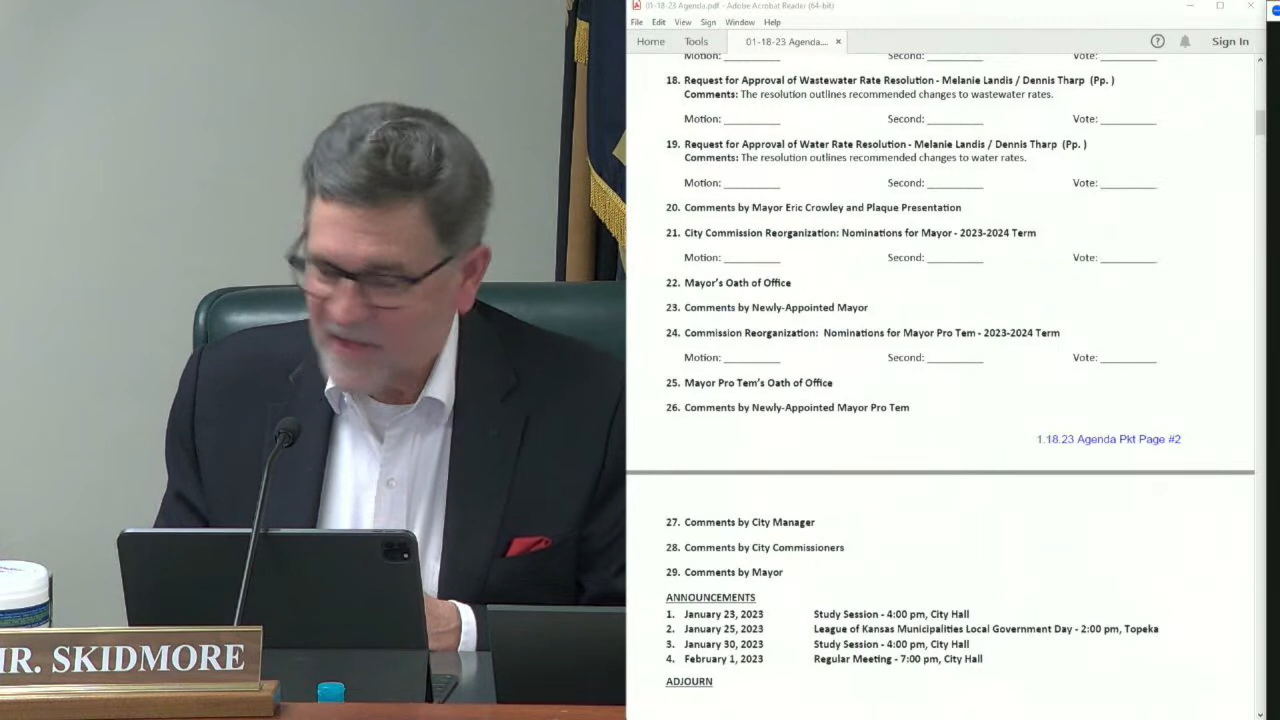 01-18-23 Agenda.pdf - Adobe Acrobat Reader (64-bit)
File Edit View Sign Window Help
Home Tools 01-18-23 Agenda.... × Sign In
Motion: __________ Second: __________ Vote: __________
18. Request for Approval of Wastewater Rate Resolution - Melanie Landis / Dennis Tharp (Pp. )
Comments: The resolution outlines recommended changes to wastewater rates.
Motion: __________ Second: __________ Vote: __________
19. Request for Approval of Water Rate Resolution - Melanie Landis / Dennis Tharp (Pp. )
Comments: The resolution outlines recommended changes to water rates.
Motion: __________ Second: __________ Vote: __________
20. Comments by Mayor Eric Crowley and Plaque Presentation
21. City Commission Reorganization: Nominations for Mayor - 2023-2024 Term
Motion: __________ Second: __________ Vote: __________
22. Mayor's Oath of Office
23. Comments by Newly-Appointed Mayor
24. Commission Reorganization: Nominations for Mayor Pro Tem - 2023-2024 Term
Motion: __________ Second: __________ Vote: __________
25. Mayor Pro Tem's Oath of Office
26. Comments by Newly-Appointed Mayor Pro Tem
1.18.23 Agenda Pkt Page #2
27. Comments by City Manager
28. Comments by City Commissioners
29. Comments by Mayor
ANNOUNCEMENTS
1. January 23, 2023 Study Session - 4:00 pm, City Hall
2. January 25, 2023 League of Kansas Municipalities Local Government Day - 2:00 pm, Topeka
3. January 30, 2023 Study Session - 4:00 pm, City Hall
4. February 1, 2023 Regular Meeting - 7:00 pm, City Hall
ADJOURN
MR. SKIDMORE